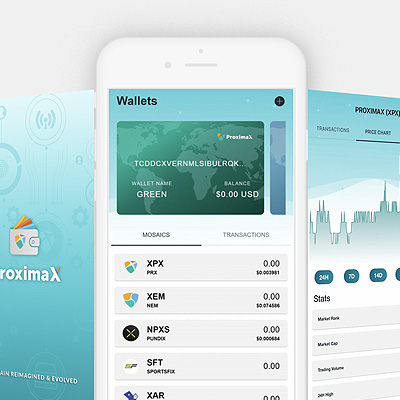 Wallets
ProximaX
TCDDCXVERNMLSIBULRQK...
WALLET NAME
BALANCE
GREEN
$0.00 USD
MOSAICS
TRANSACTIONS
XPX
0.00
PRX
$0.003981
XEM
0.00
NEM
$0.074586
NPXS
0.00
PUNDIX
$0.000684
SFT
0.00
SPORTSFIX
XAR
0.00
roximaX
AIN REIMAGINED & EVOLVED
PROXIMAX (XPX)
TRANSACTIONS
PRICE CHART
24H
7D
14D
Stats
Market Rank
Market Cap
Trading Volume
24H High